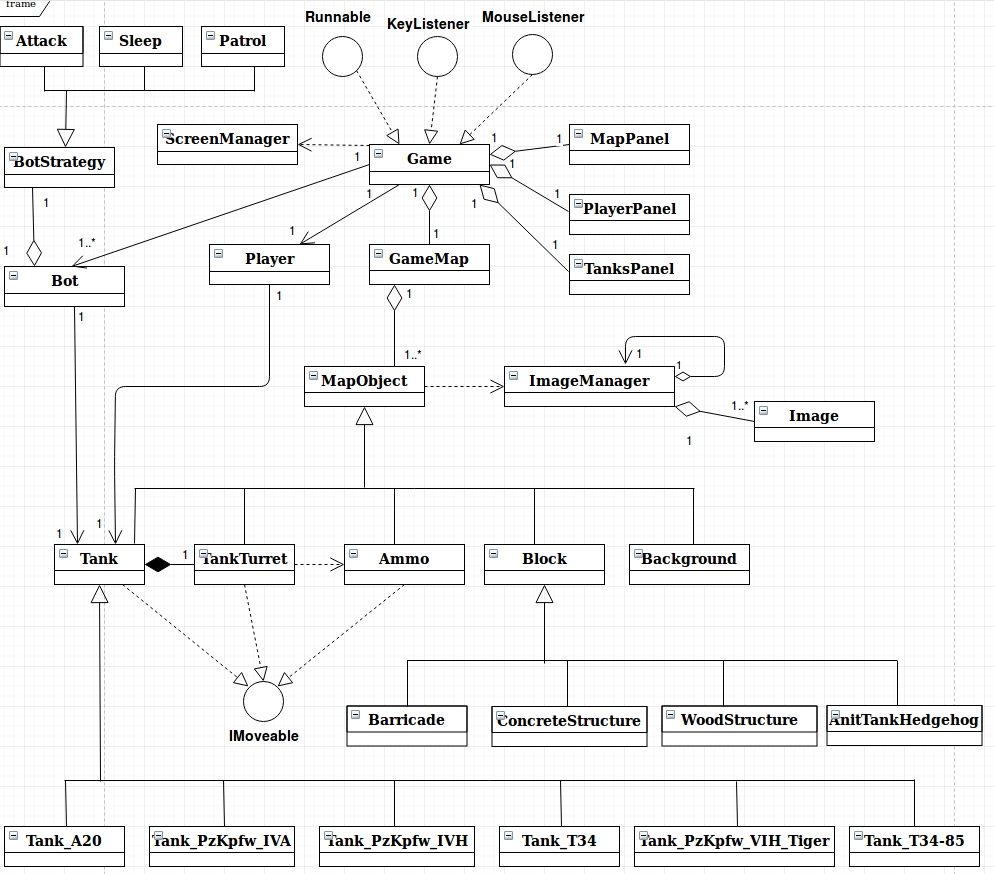 frame
Runnable
KeyListener
MouseListener
Attack
Sleep
Patrol
ScreenManager
Game
MapPanel
BotStrategy
PlayerPanel
TanksPanel
Bot
Player
GameMap
MapObject
ImageManager
Image
Tank
TankTurret
Ammo
Block
Background
IMoveable
Barricade
ConcreteStructure
WoodStructure
AnitTankHedgehog
Tank_A20
Tank_PzKpfw_IVA
Tank_PzKpfw_IVH
Tank_T34
Tank_PzKpfw_VIH_Tiger
Tank_T34-85
1
1
1
1
1
1
1
1
1
1
1
1
1
1..*
1
1
1
1
1..*
1
1
1..*
1
1
1
1